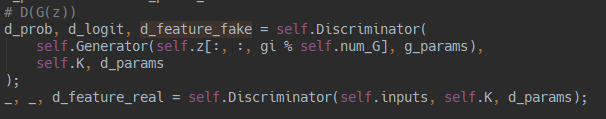 # D(G(z))
d_prob, d_logit, d_feature_fake = self.Discriminator(
    self.Generator(self.z[:, :, gi % self.num_G], g_params),
    self.K, d_params
);
_, _, d_feature_real = self.Discriminator(self.inputs, self.K, d_params);